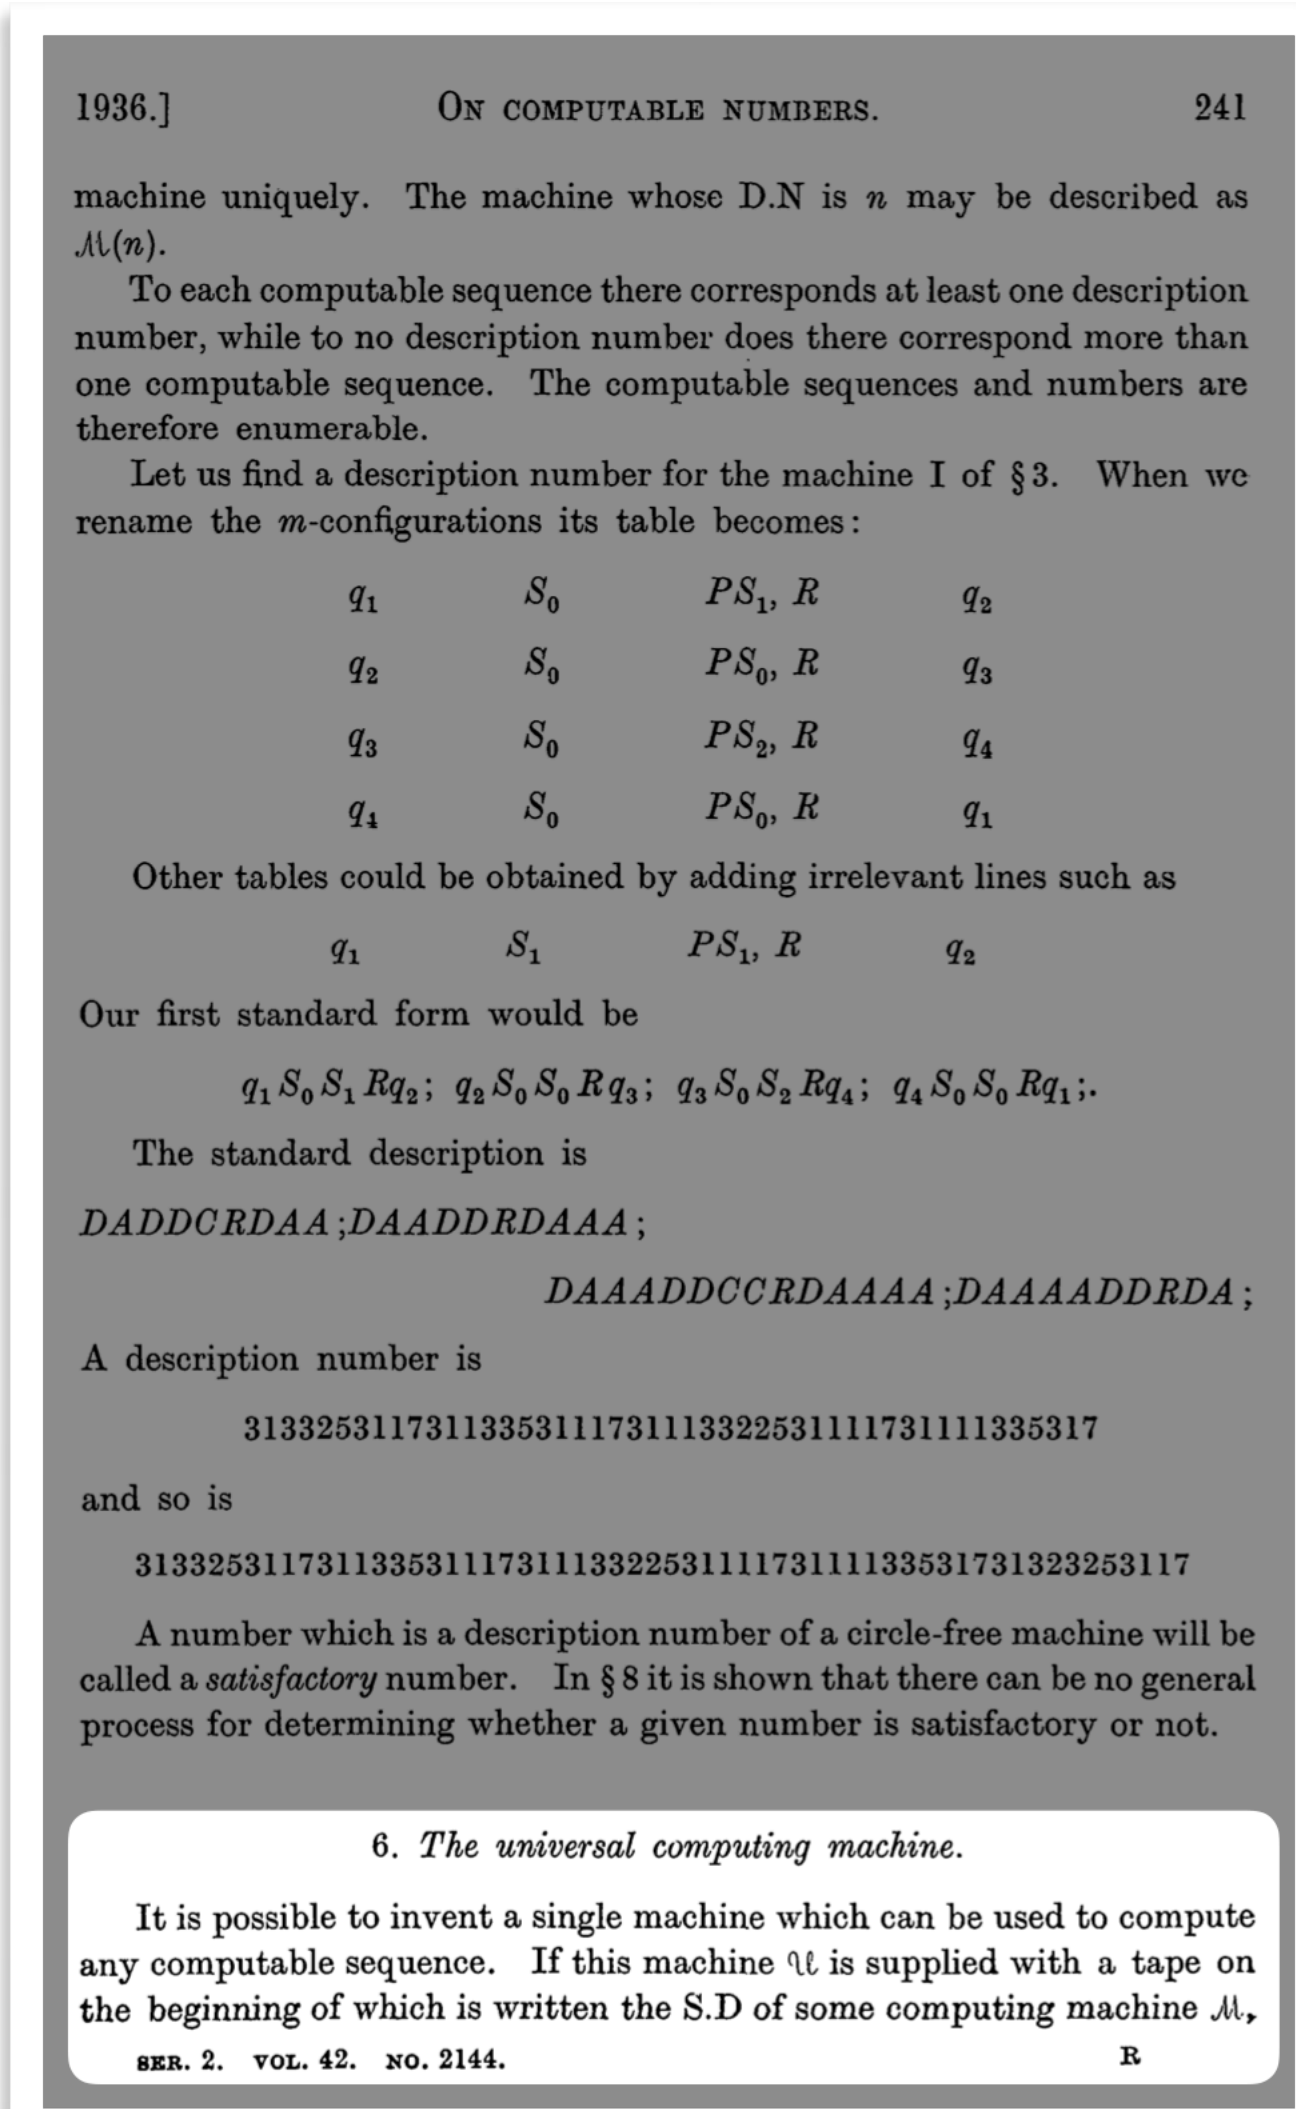 1936.] ON COMPUTABLE NUMBERS. 241
machine uniquely. The machine whose D.N is n may be described as
ℳ(n).
To each computable sequence there corresponds at least one description
number, while to no description number does there correspond more than
one computable sequence. The computable sequences and numbers are
therefore enumerable.
Let us find a description number for the machine I of § 3. When we
rename the m-configurations its table becomes:
q₁ S₀ PS₁, R q₂
q₂ S₀ PS₀, R q₃
q₃ S₀ PS₂, R q₄
q₄ S₀ PS₀, R q₁
Other tables could be obtained by adding irrelevant lines such as
q₁ S₁ PS₁, R q₂
Our first standard form would be
q₁ S₀ S₁ Rq₂; q₂ S₀ S₀ Rq₃; q₃ S₀ S₂ Rq₄; q₄ S₀ S₀ Rq₁;.
The standard description is
DADDCRDAA;DAADDRDAAA;
DAAADDCCRDAAAA;DAAAADDRDA;
A description number is
31332531173113353111731113322531111731111335317
and so is
31332531173113353111731113322531111731111335317313232​53117
A number which is a description number of a circle-free machine will be
called a satisfactory number. In § 8 it is shown that there can be no general
process for determining whether a given number is satisfactory or not.
6. The universal computing machine.
It is possible to invent a single machine which can be used to compute
any computable sequence. If this machine 𝒰 is supplied with a tape on
the beginning of which is written the S.D of some computing machine ℳ,
SER. 2. VOL. 42. NO. 2144. R